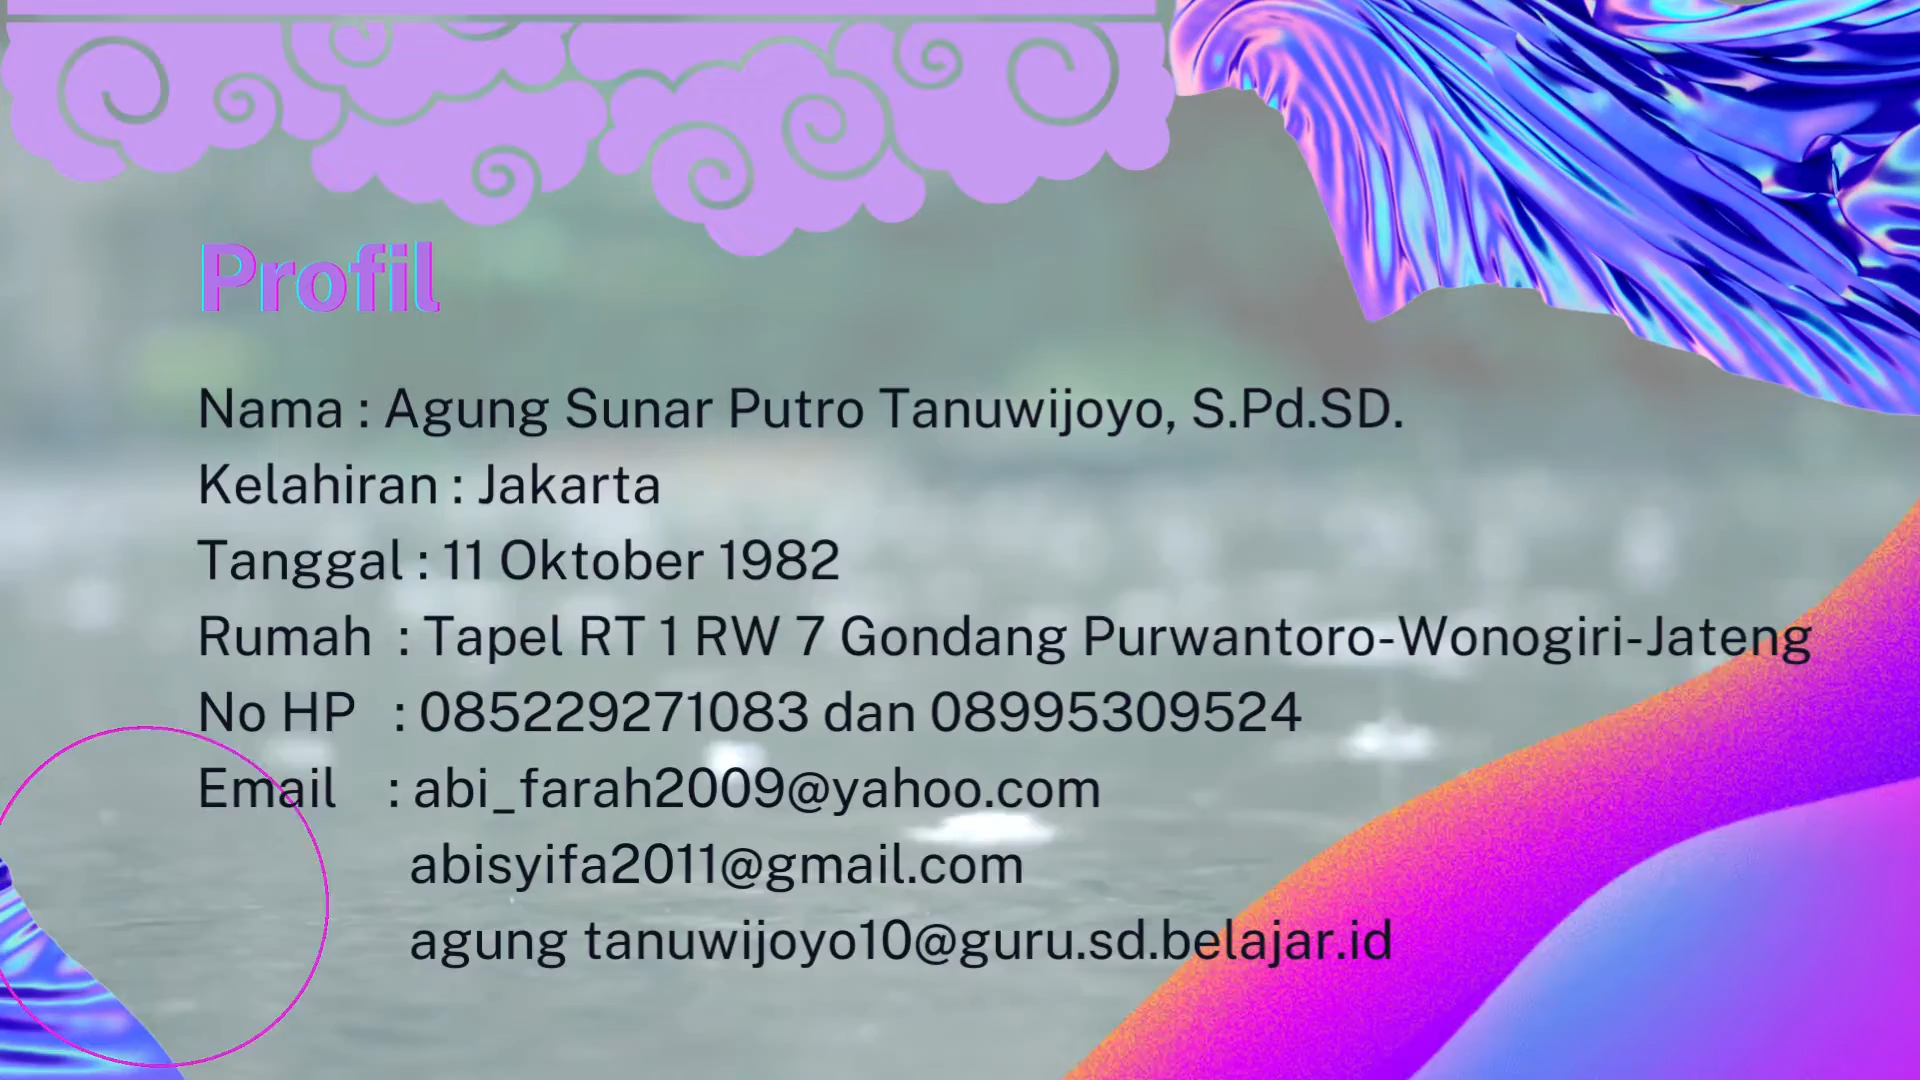 Profil
Nama : Agung Sunar Putro Tanuwijoyo, S.Pd.SD.
Kelahiran : Jakarta
Tanggal : 11 Oktober 1982
Rumah : Tapel RT 1 RW 7 Gondang Purwantoro-Wonogiri-Jateng
No HP : 085229271083 dan 08995309524
Email : abi_farah2009@yahoo.com
abisyifa2011@gmail.com
agung tanuwijoyo10@guru.sd.belajar.id